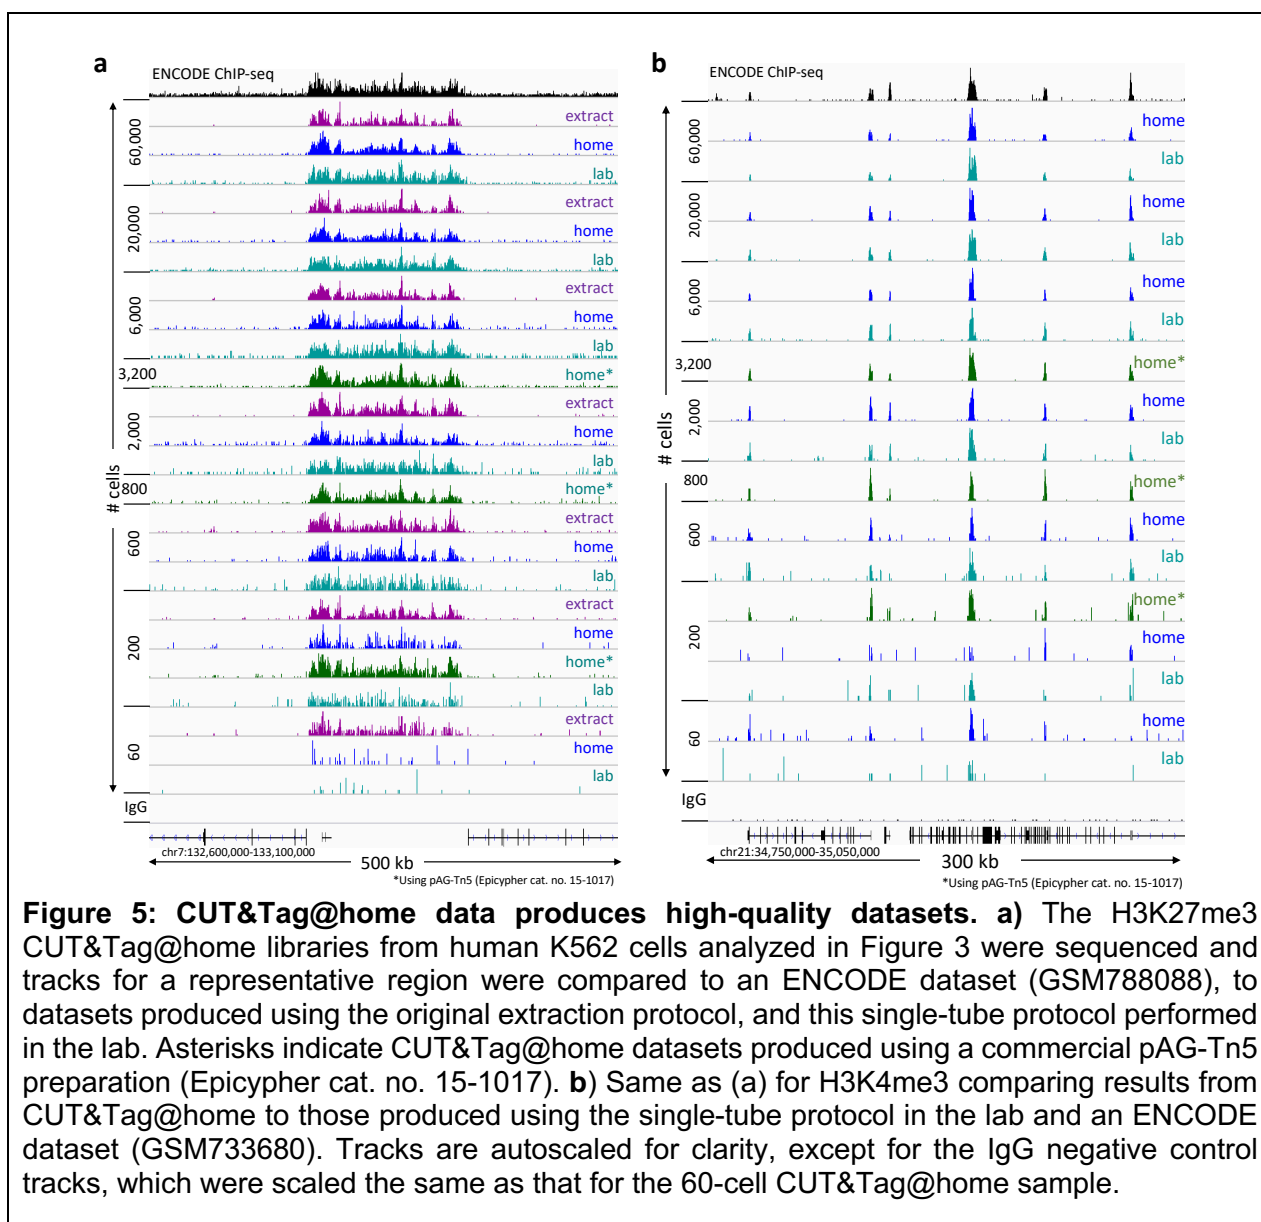 a
ENCODE ChIP-seq
60,000
extract
home
lab
20,000
extract
home
lab
6,000
extract
home
lab
3,200
home*
2,000
extract
home
lab
# cells
800
home*
600
extract
home
lab
200
extract
home
home*
lab
60
extract
home
lab
IgG
chr7:132,600,000-133,100,000
500 kb
*Using pAG-Tn5 (Epicypher cat. no. 15-1017)
b
ENCODE ChIP-seq
60,000
home
lab
20,000
home
lab
6,000
home
lab
3,200
home*
2,000
home
lab
# cells
800
home*
600
home
lab
200
home*
home
lab
60
home
lab
IgG
chr21:34,750,000-35,050,000
300 kb
*Using pAG-Tn5 (Epicypher cat. no. 15-1017)
Figure 5: CUT&Tag@home data produces high-quality datasets. a) The H3K27me3
CUT&Tag@home libraries from human K562 cells analyzed in Figure 3 were sequenced and
tracks for a representative region were compared to an ENCODE dataset (GSM788088), to
datasets produced using the original extraction protocol, and this single-tube protocol performed
in the lab. Asterisks indicate CUT&Tag@home datasets produced using a commercial pAG-Tn5
preparation (Epicypher cat. no. 15-1017). b) Same as (a) for H3K4me3 comparing results from
CUT&Tag@home to those produced using the single-tube protocol in the lab and an ENCODE
dataset (GSM733680). Tracks are autoscaled for clarity, except for the IgG negative control
tracks, which were scaled the same as that for the 60-cell CUT&Tag@home sample.